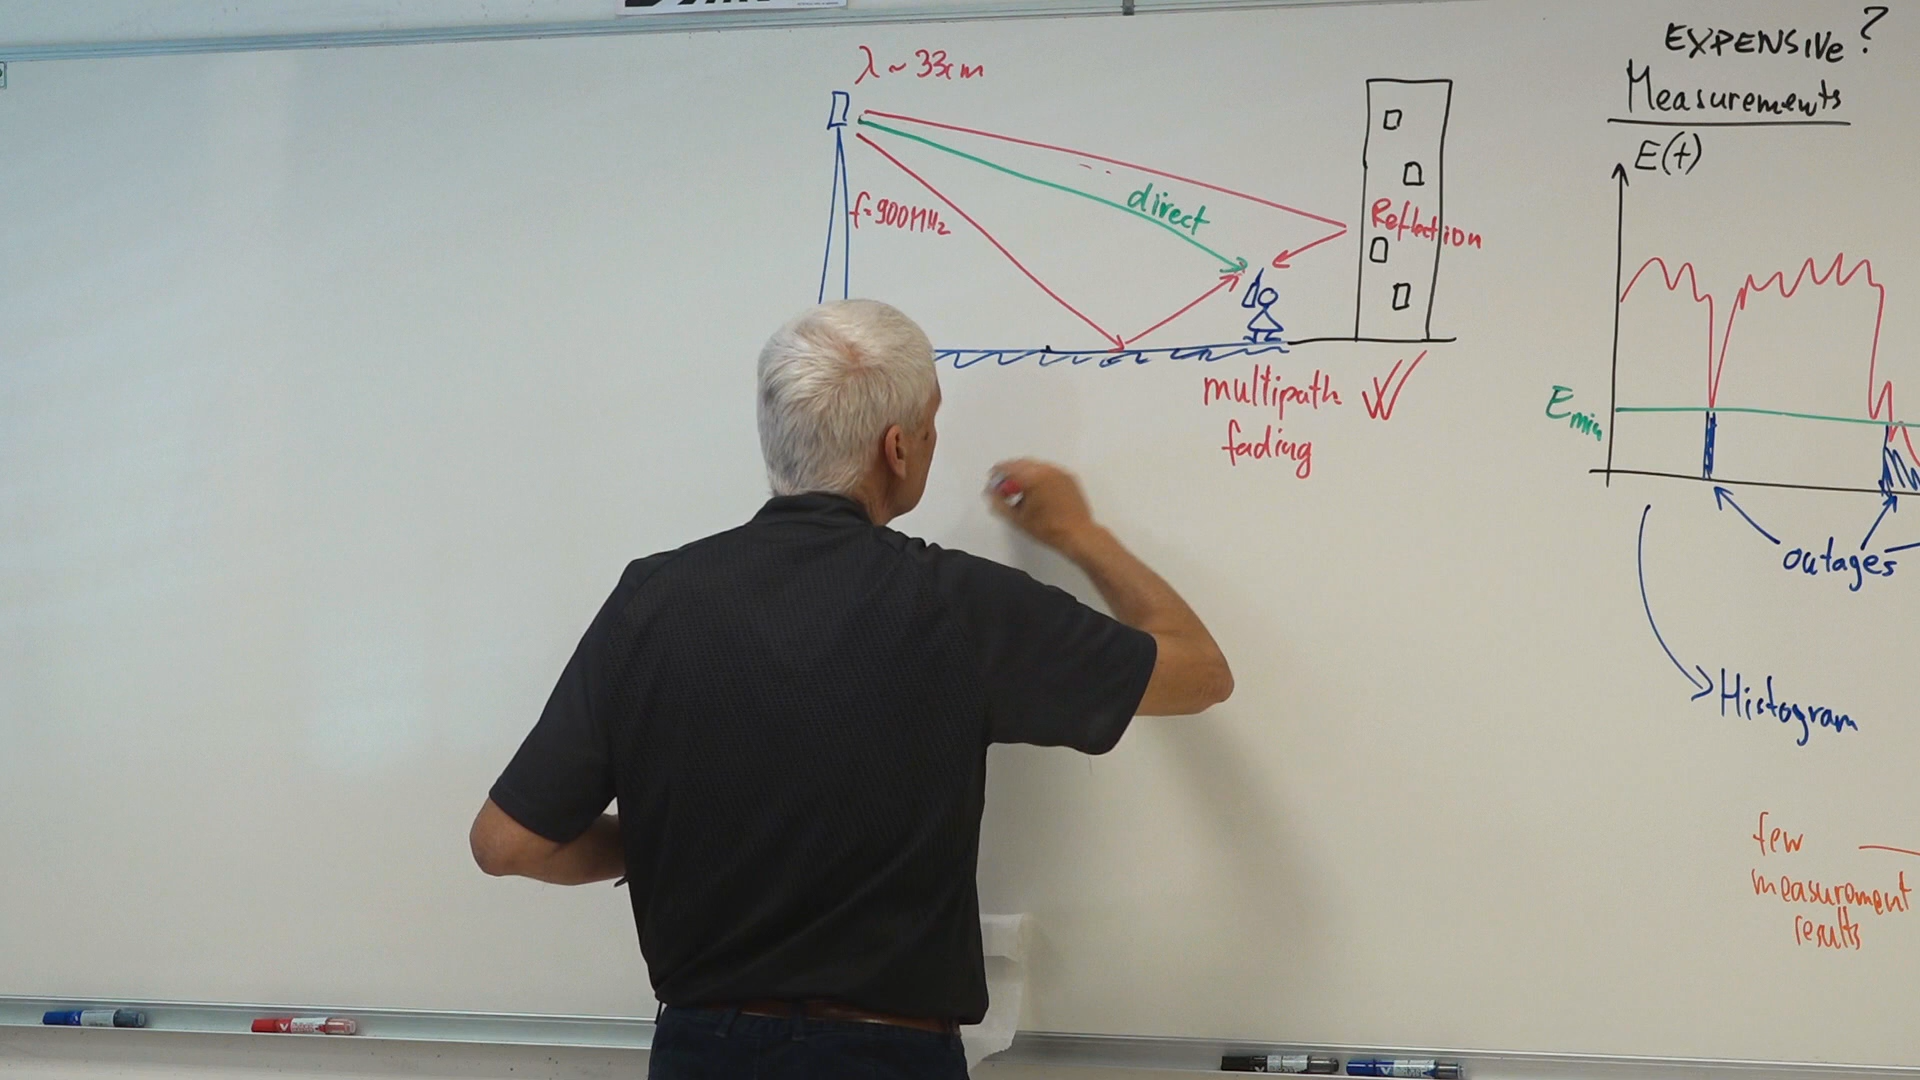 λ ~ 33cm
f=900MHz
direct
Reflection
multipath
fading
EXPENSIVE?
Measurements
E(t)
Emin
outages
Histogram
few
measurement
results